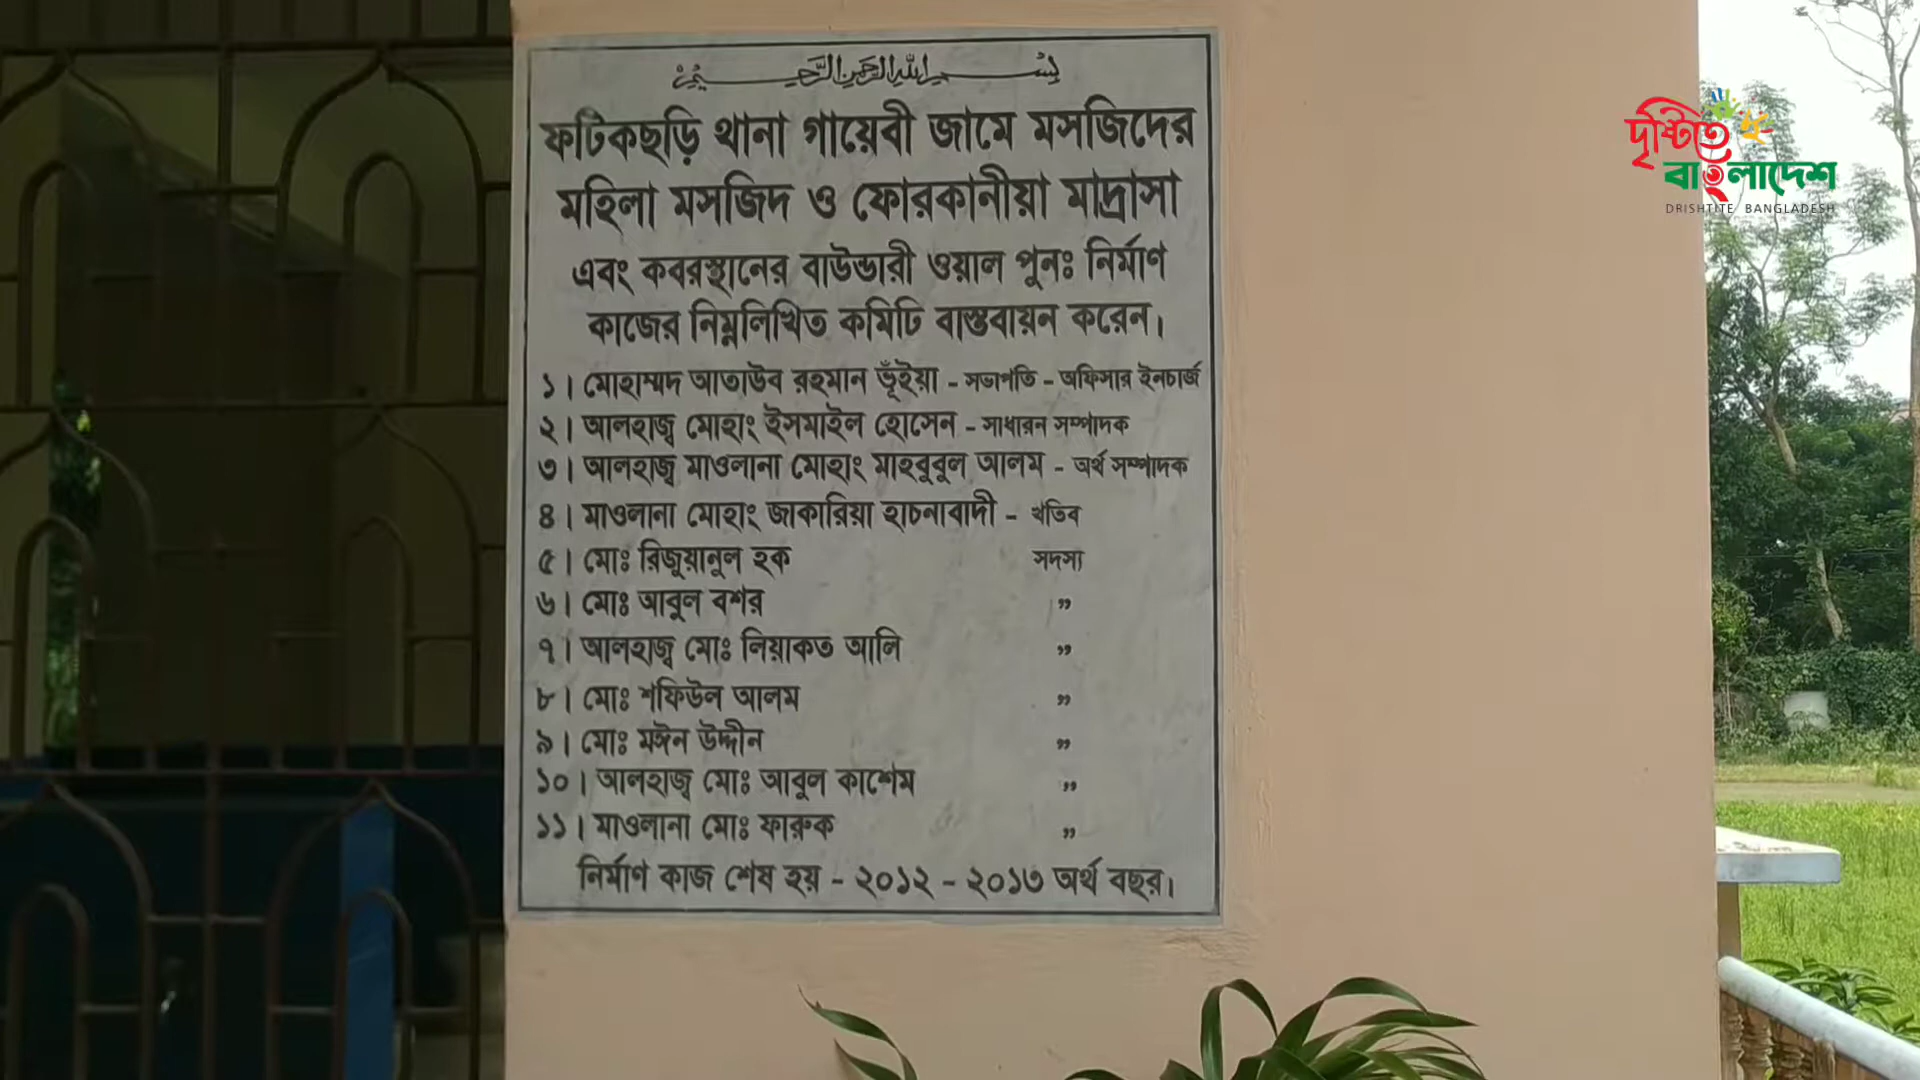 بسم الله الرحمن الرحيم
ফটিকছড়ি থানা গায়েবী জামে মসজিদের
মহিলা মসজিদ ও ফোরকানীয়া মাদ্রাসা
এবং কবরস্থানের বাউন্ডারী ওয়াল পুনঃ নির্মাণ
কাজের নিম্নলিখিত কমিটি বাস্তবায়ন করেন।
১। মোহাম্মদ আতাউব রহমান ভূঁইয়া - সভাপতি - অফিসার ইনচার্জ
২। আলহাজ্ব মোহাং ইসমাইল হোসেন - সাধারন সম্পাদক
৩। আলহাজ্ব মাওলানা মোহাং মাহবুবুল আলম - অর্থ সম্পাদক
৪। মাওলানা মোহাং জাকারিয়া হাচনাবাদী - খতিব
৫। মোঃ রিজুয়ানুল হক সদস্য
৬। মোঃ আবুল বশর ”
৭। আলহাজ্ব মোঃ লিয়াকত আলি ”
৮। মোঃ শফিউল আলম ”
৯। মোঃ মঈন উদ্দীন ”
১০। আলহাজ্ব মোঃ আবুল কাশেম ”
১১। মাওলানা মোঃ ফারুক ”
নির্মাণ কাজ শেষ হয় - ২০১২ - ২০১৩ অর্থ বছর।
দৃষ্টিতে
বাংলাদেশ
DRISHTITE BANGLADESH